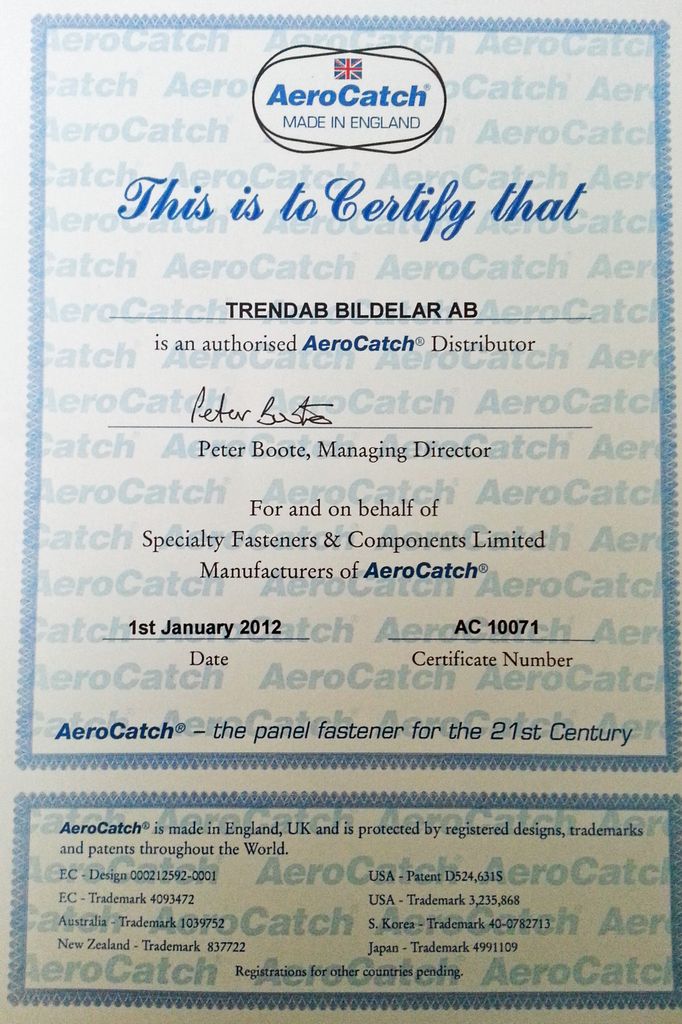 AeroCatch®
MADE IN ENGLAND
This is to Certify that
TRENDAB BILDELAR AB
is an authorised AeroCatch® Distributor
Peter Boote
Peter Boote, Managing Director
For and on behalf of
Specialty Fasteners & Components Limited
Manufacturers of AeroCatch®
1st January 2012 AC 10071
Date Certificate Number
AeroCatch® – the panel fastener for the 21st Century
AeroCatch® is made in England, UK and is protected by registered designs, trademarks
and patents throughout the World.
EC - Design 000212592-0001 USA - Patent D524,631S
EC - Trademark 4093472 USA - Trademark 3,235,868
Australia - Trademark 1039752 S. Korea - Trademark 40-0782713
New Zealand - Trademark 837722 Japan - Trademark 4991109
Registrations for other countries pending.